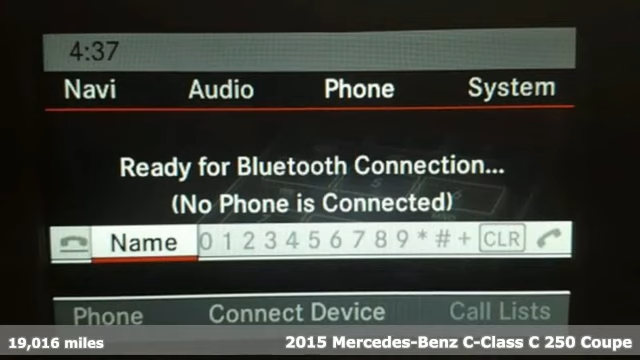 4:37
Navi Audio Phone System
Ready for Bluetooth Connection...
(No Phone is Connected)
Name 0 1 2 3 4 5 6 7 8 9 * # + CLR
Phone Connect Device Call Lists
19,016 miles 2015 Mercedes-Benz C-Class C 250 Coupe